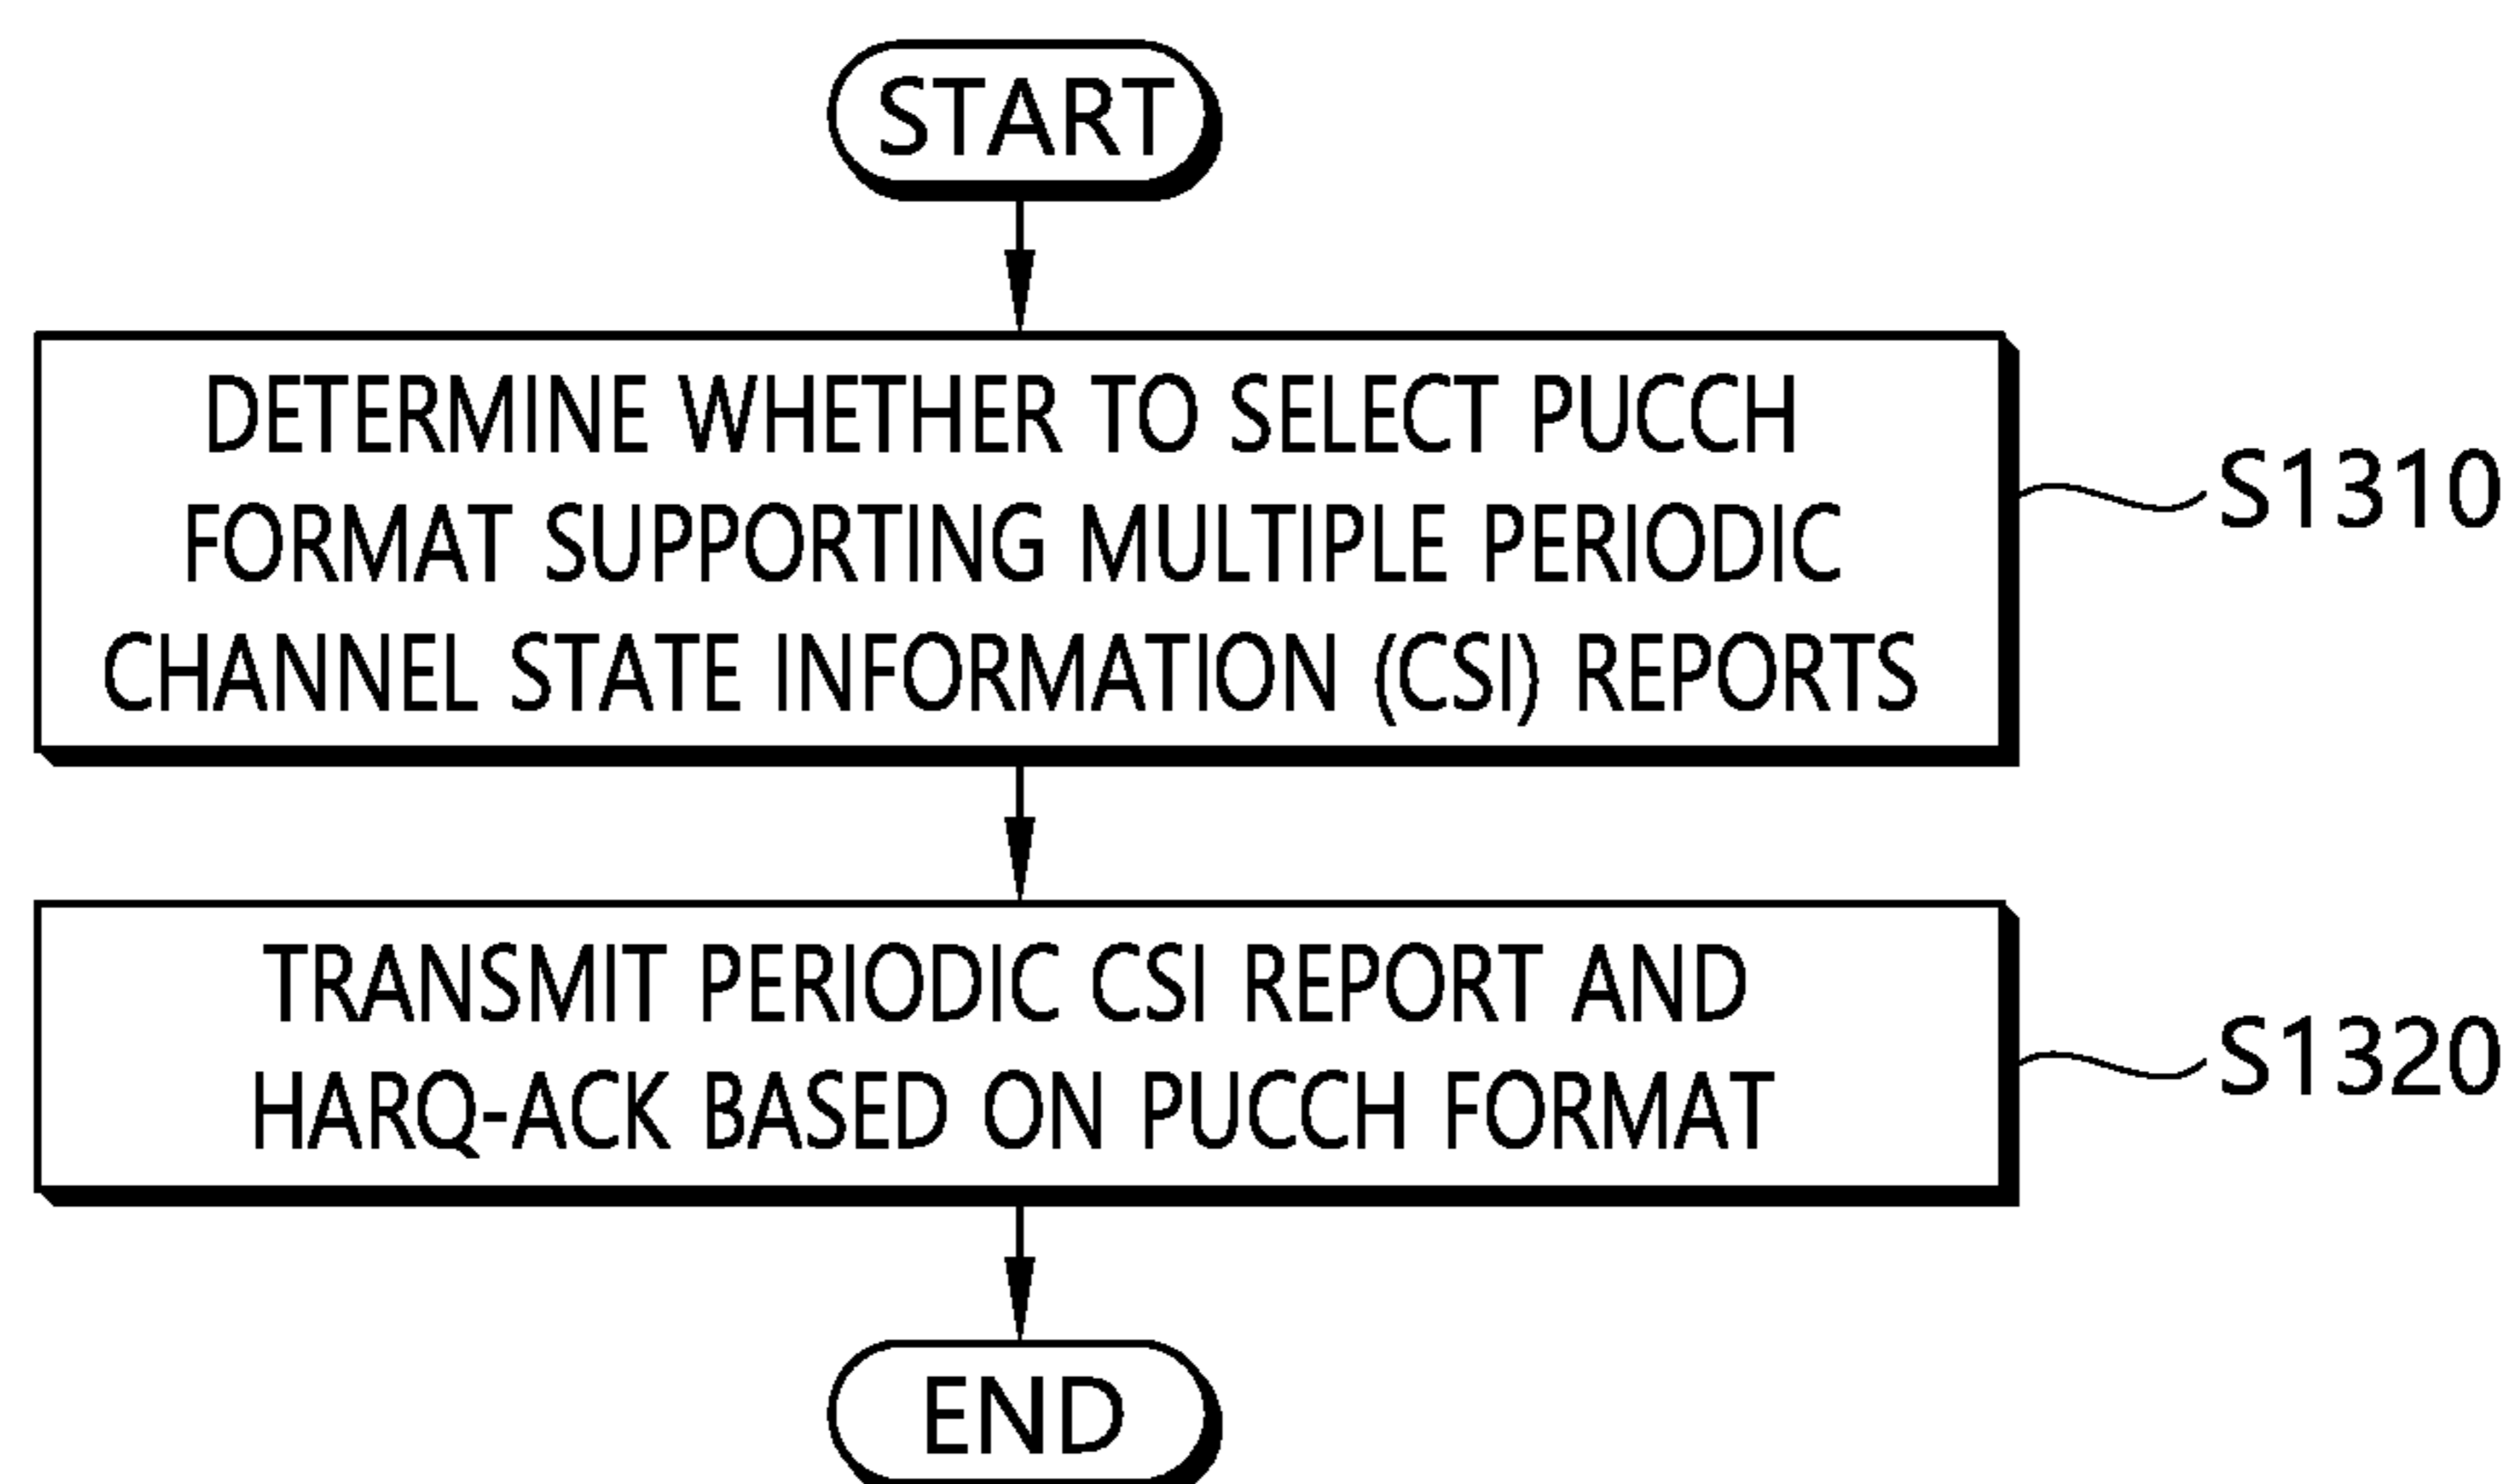 START
DETERMINE WHETHER TO SELECT PUCCH
FORMAT SUPPORTING MULTIPLE PERIODIC
CHANNEL STATE INFORMATION (CSI) REPORTS
S1310
TRANSMIT PERIODIC CSI REPORT AND
HARQ-ACK BASED ON PUCCH FORMAT
S1320
END